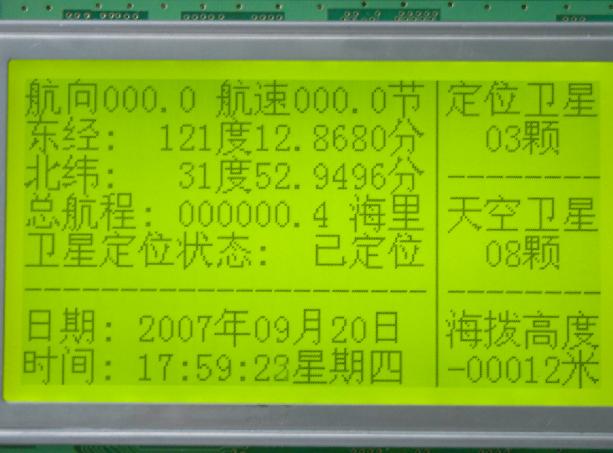 航向000.0 航速000.0节
东经： 121度12.8680分
北纬： 31度52.9496分
总航程：000000.4 海里
卫星定位状态： 已定位
日期：2007年09月20日
时间：17:59:23星期四
定位卫星
03颗
天空卫星
08颗
海拨高度
-00012米